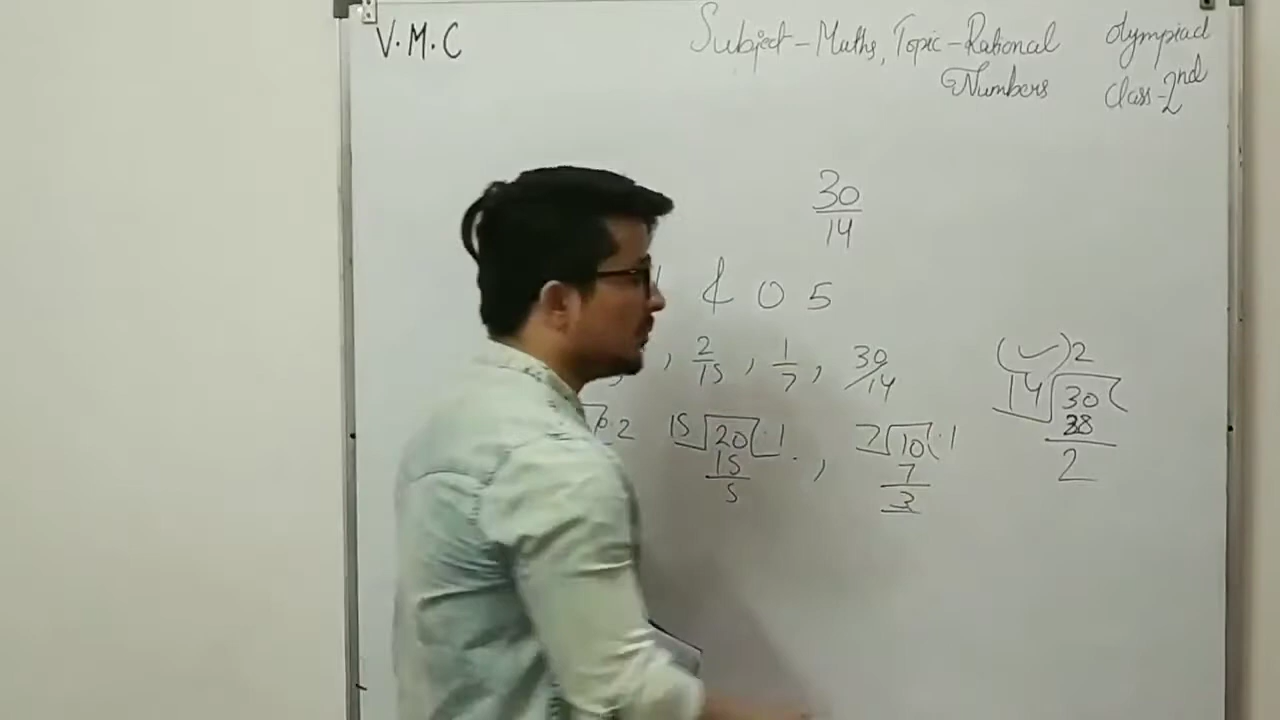 V.M.C
Subject-Maths, Topic-Rational Numbers
Olympiad
Class-2nd
30
14
& 0 5
, 2/15, 1/7, 30/14
2
15 20 1
15
5
,
7 10 1
7
3
( ✓ ) 2
14 30
28
2